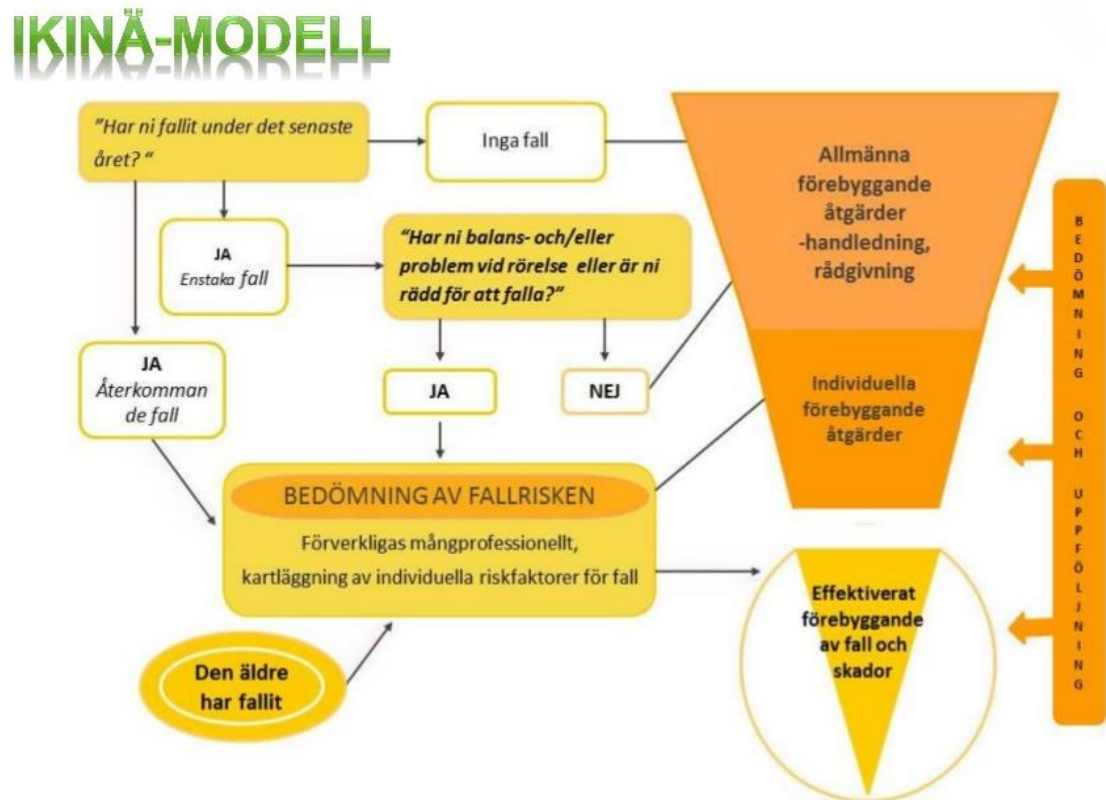 IKINÄ-MODELL
"Har ni fallit under det senaste
året? "
Inga fall
JA
Enstaka fall
"Har ni balans- och/eller
problem vid rörelse eller är ni
rädd för att falla?"
JA
Återkomman
de fall
JA
NEJ
BEDÖMNING AV FALLRISKEN
Förverkligas mångprofessionellt,
kartläggning av individuella riskfaktorer för fall
Den äldre
har fallit
Allmänna
förebyggande
åtgärder
-handledning,
rådgivning
Individuella
förebyggande
åtgärder
Effektiverat
förebyggande
av fall och
skador
BEDÖMNING OCH UPPFÖLJNING